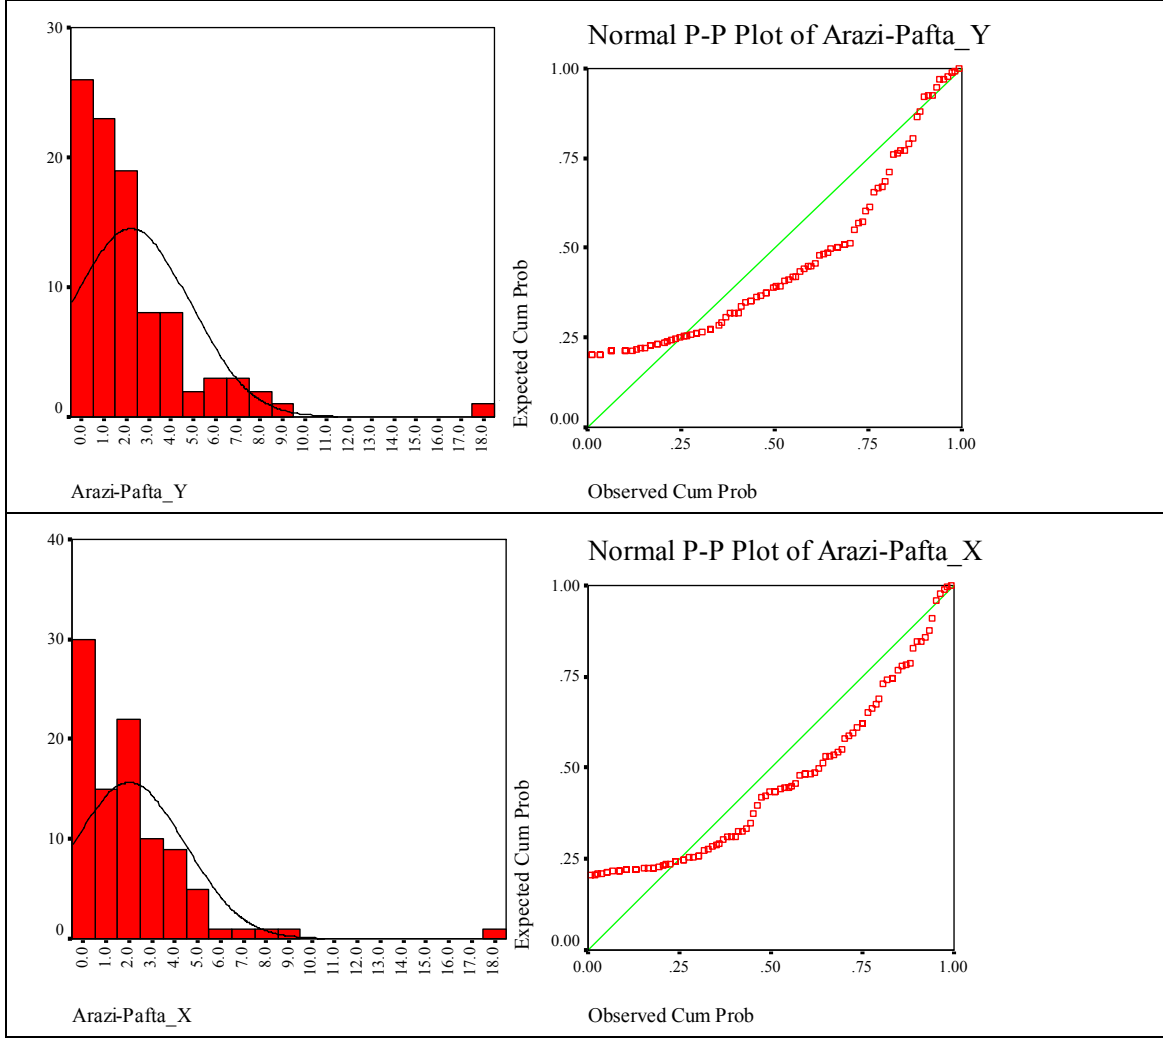 30
20
10
0
0.0 1.0 2.0 3.0 4.0 5.0 6.0 7.0 8.0 9.0 10.0 11.0 12.0 13.0 14.0 15.0 16.0 17.0 18.0
Arazi-Pafta_Y
Normal P-P Plot of Arazi-Pafta_Y
Expected Cum Prob
1.00
.75
.50
.25
0.00
0.00 .25 .50 .75 1.00
Observed Cum Prob
40
30
20
10
0
0.0 1.0 2.0 3.0 4.0 5.0 6.0 7.0 8.0 9.0 10.0 11.0 12.0 13.0 14.0 15.0 16.0 17.0 18.0
Arazi-Pafta_X
Normal P-P Plot of Arazi-Pafta_X
Expected Cum Prob
1.00
.75
.50
.25
0.00
0.00 .25 .50 .75 1.00
Observed Cum Prob